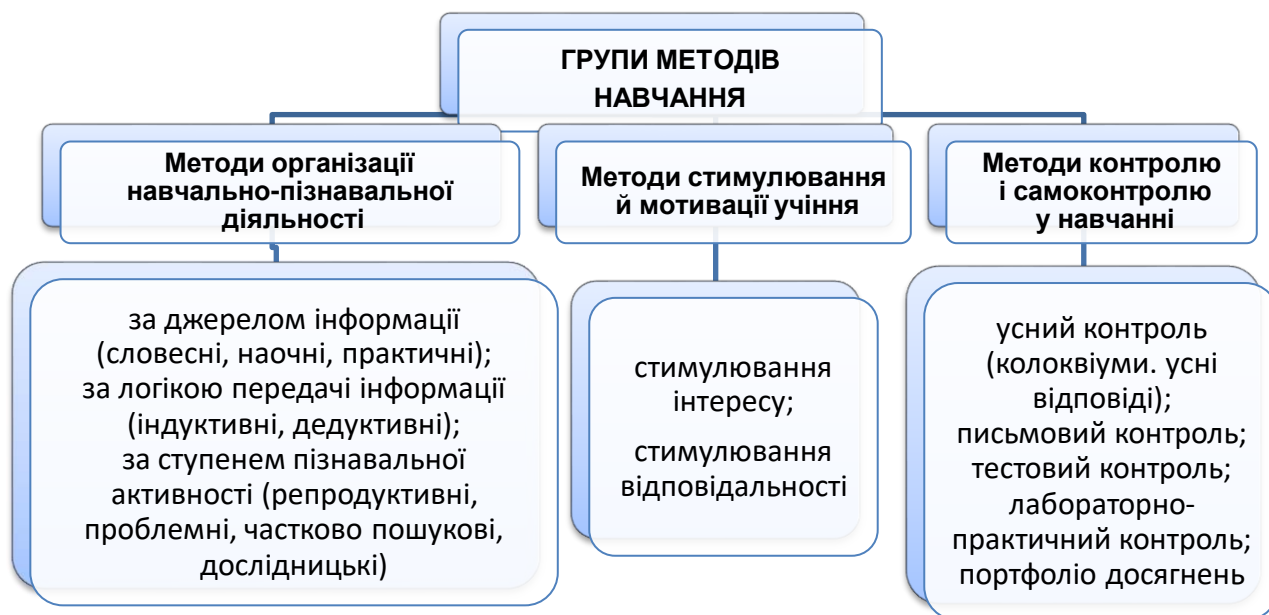 ГРУПИ МЕТОДІВ
НАВЧАННЯ
Методи організації
навчально-пізнавальної
діяльності
за джерелом інформації
(словесні, наочні, практичні);
за логікою передачі інформації
(індуктивні, дедуктивні);
за ступенем пізнавальної
активності (репродуктивні,
проблемні, частково пошукові,
дослідницькі)
Методи стимулювання
й мотивації учіння
стимулювання
інтересу;
стимулювання
відповідальності
Методи контролю
і самоконтролю
у навчанні
усний контроль
(колоквіуми. усні
відповіді);
письмовий контроль;
тестовий контроль;
лабораторно-
практичний контроль;
портфоліо досягнень